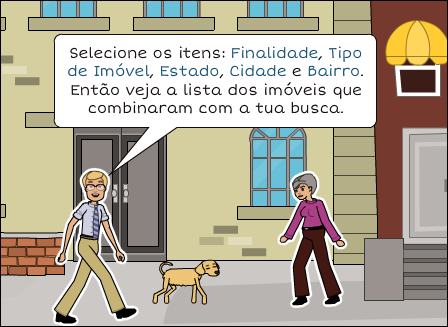 Selecione os itens: Finalidade, Tipo
de Imóvel, Estado, Cidade e Bairro.
Então veja a lista dos imóveis que
combinaram com a tua busca.